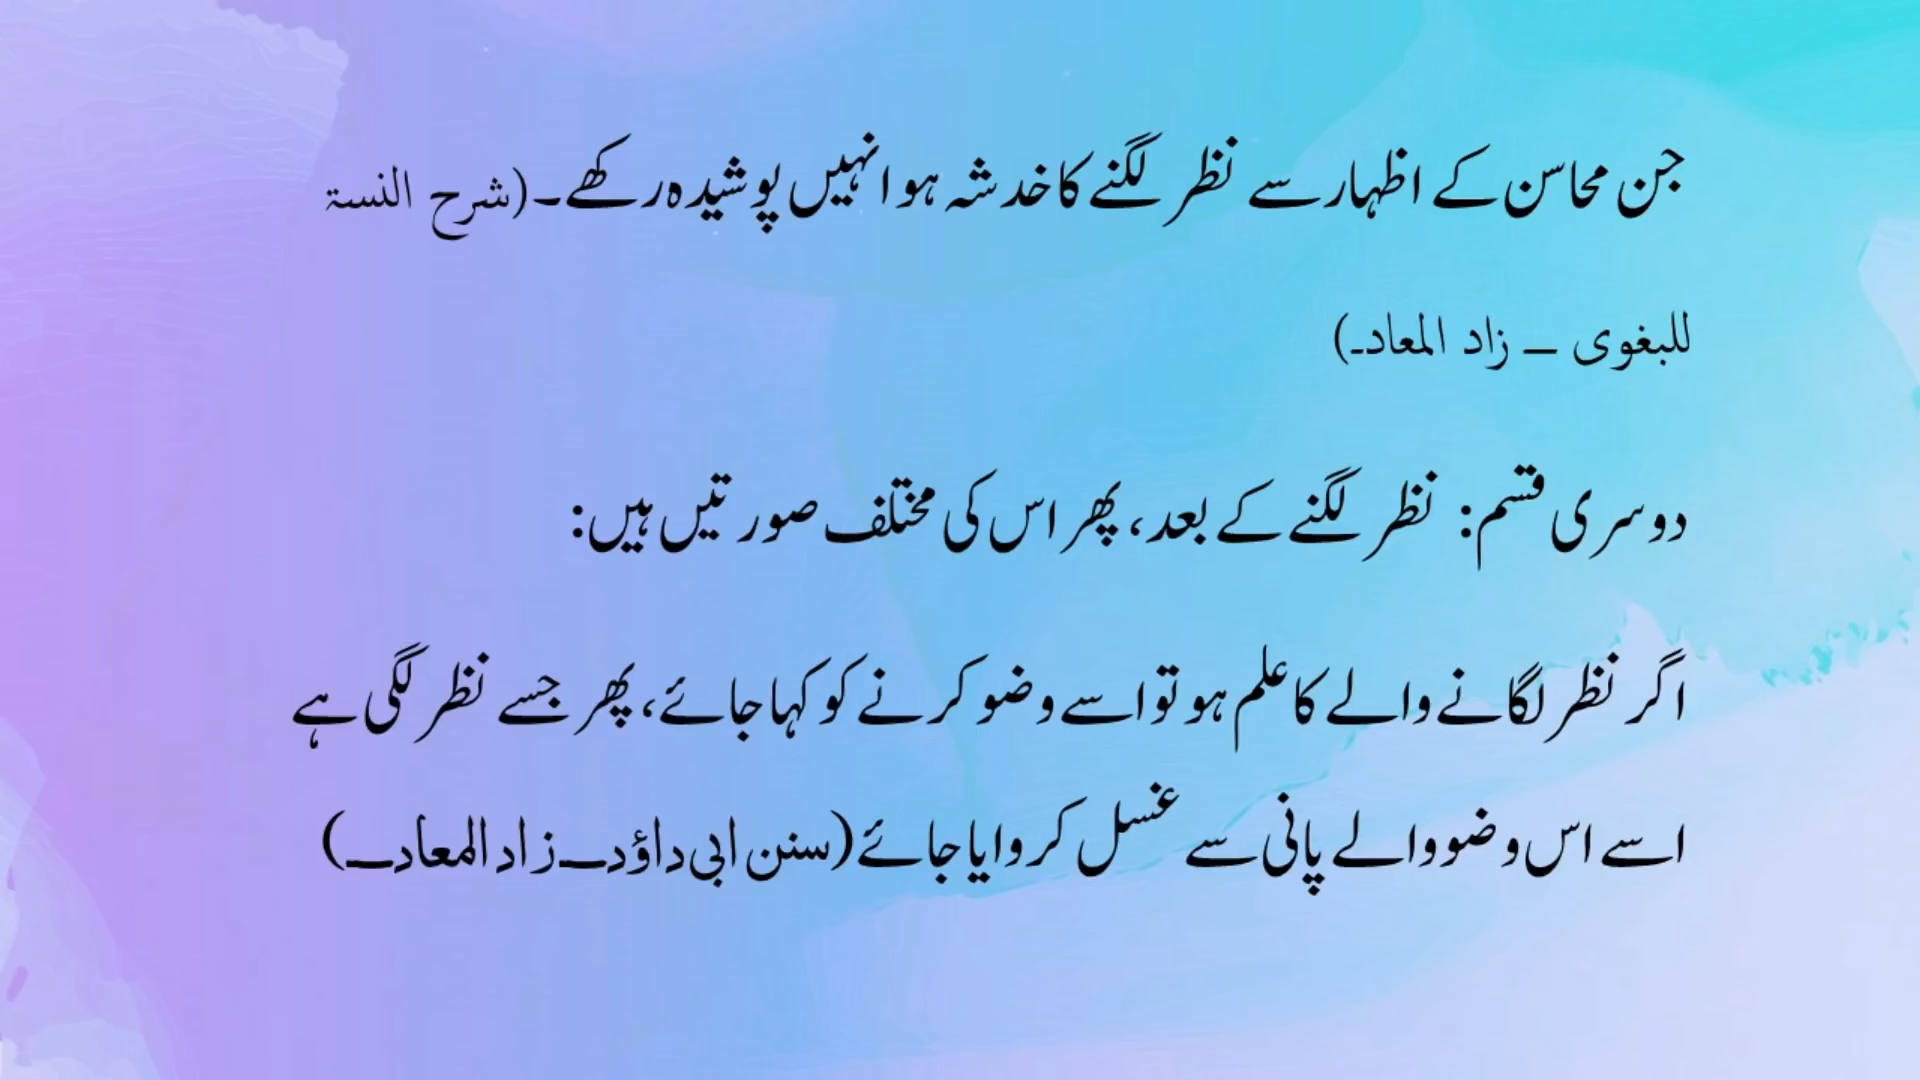 جن محاسن کے اظہار سے نظر لگنے کا خدشہ ہو انہیں پوشیدہ رکھے۔(شرح النسۃ
للبغوی – زاد المعاد۔)
دوسری قسم: نظر لگنے کے بعد، پھر اس کی مختلف صورتیں ہیں:
اگر نظر لگانے والے کا علم ہو تو اسے وضو کرنے کو کہا جائے، پھر جسے نظر لگی ہے
اسے اس وضو والے پانی سے غسل کروایا جائے(سنن ابی داؤد۔زاد المعاد۔)